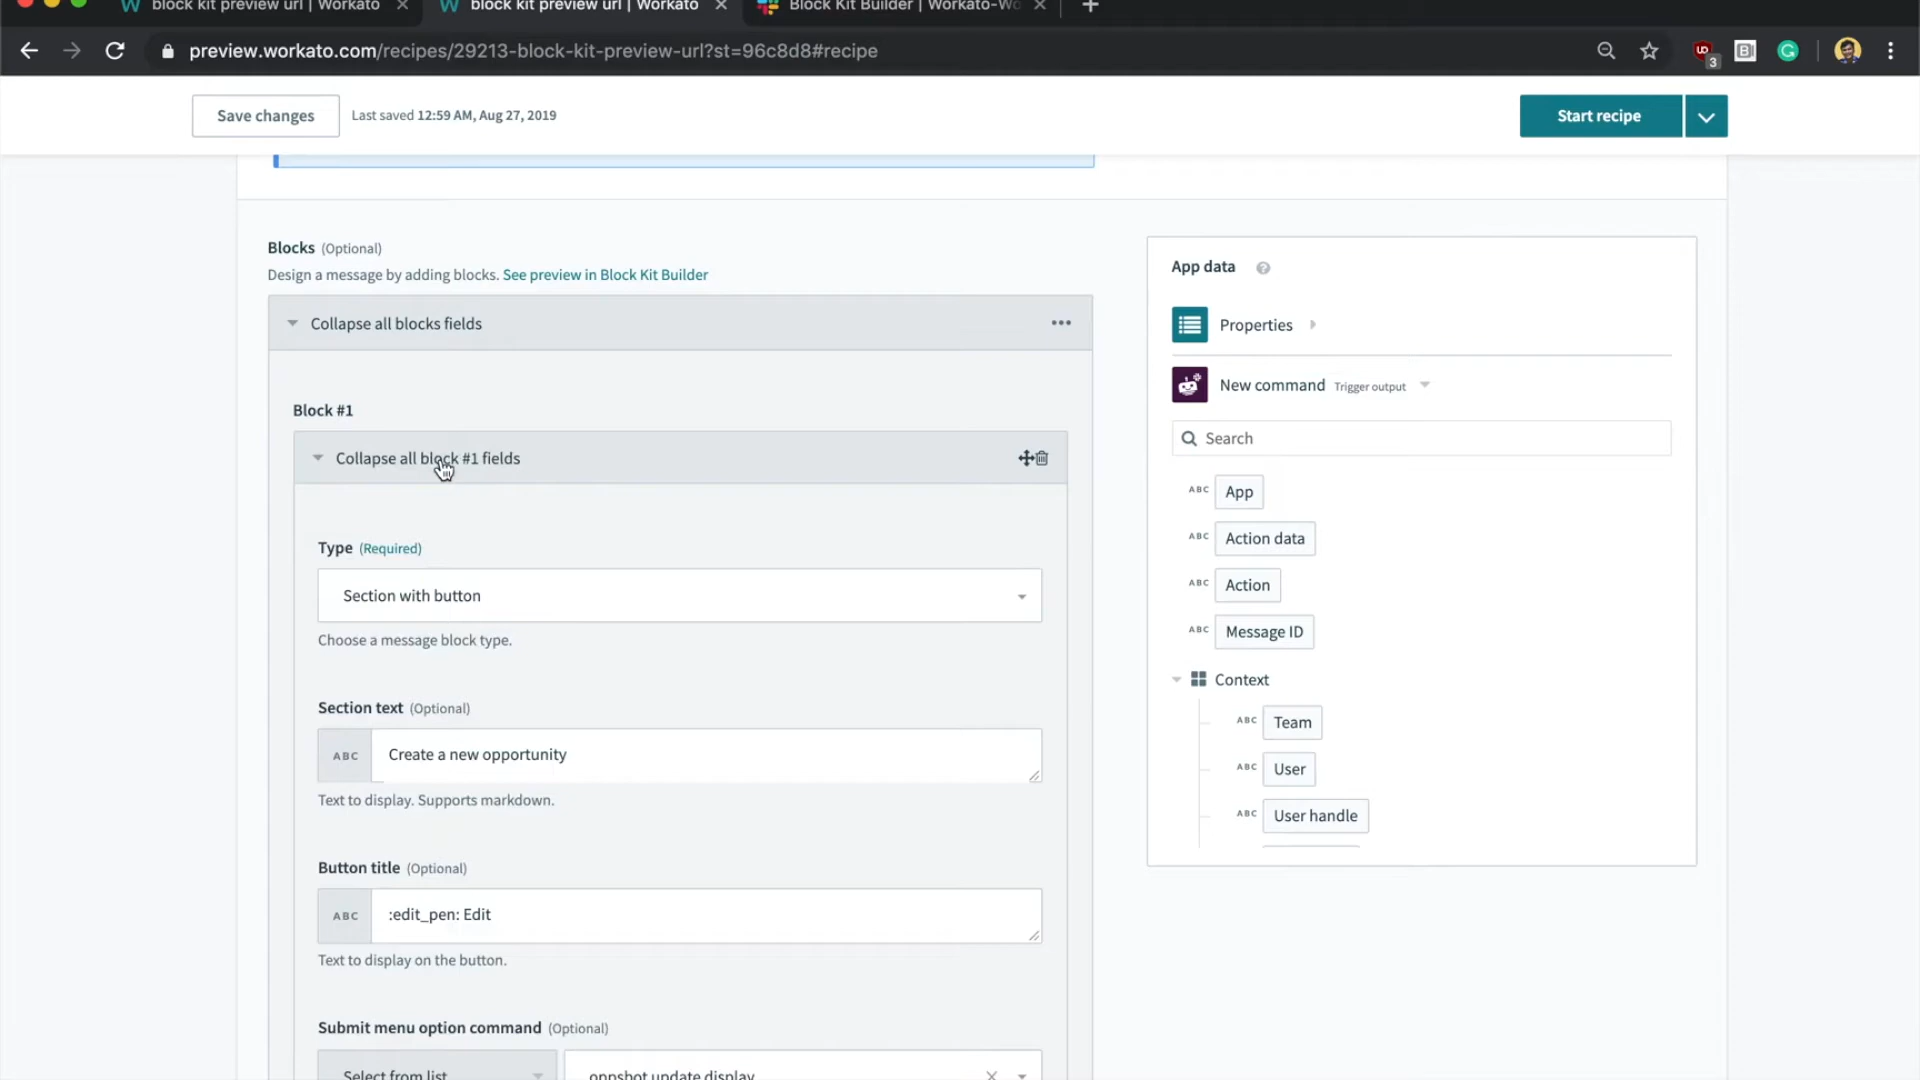 block kit preview url | Workato
block kit preview url | Workato
Block Kit Builder | Workato-Wo
preview.workato.com/recipes/29213-block-kit-preview-url?st=96c8d8#recipe
3
Save changes
Last saved 12:59 AM, Aug 27, 2019
Start recipe
Blocks (Optional)
Design a message by adding blocks. See preview in Block Kit Builder
Collapse all blocks fields
Block #1
Collapse all block #1 fields
Type (Required)
Section with button
Choose a message block type.
Section text (Optional)
ABC Create a new opportunity
Text to display. Supports markdown.
Button title (Optional)
ABC :edit_pen: Edit
Text to display on the button.
Submit menu option command (Optional)
Select from list oppshot update display
App data
Properties
New command Trigger output
Search
ABC App
ABC Action data
ABC Action
ABC Message ID
Context
ABC Team
ABC User
ABC User handle